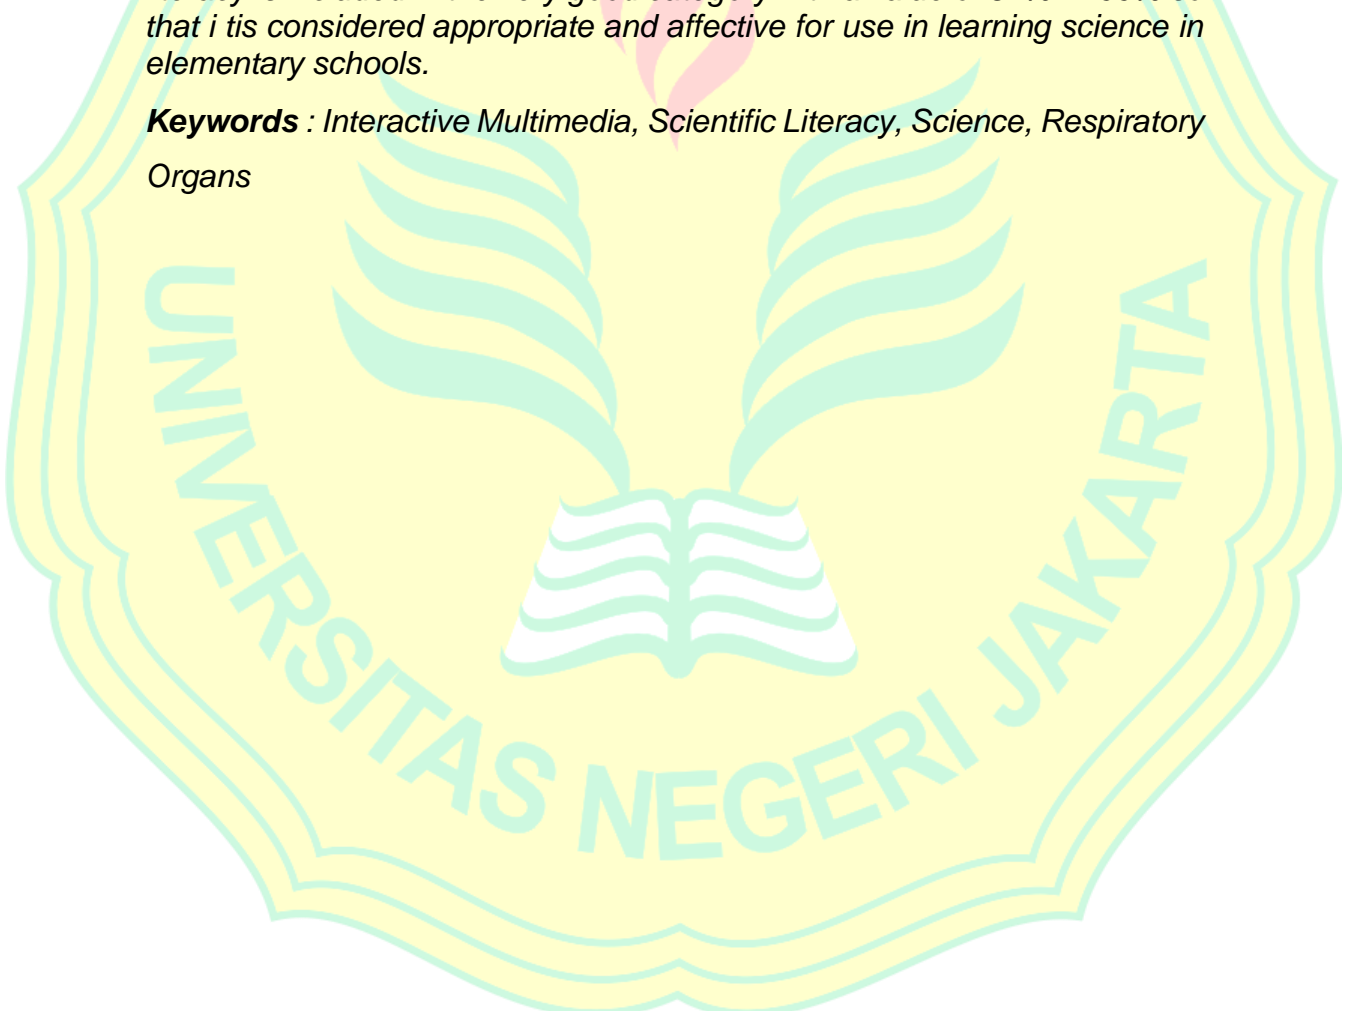 that i tis considered appropriate and affective for use in learning science in
elementary schools.
Keywords : Interactive Multimedia, Scientific Literacy, Science, Respiratory
Organs
UNIVERSITAS NEGERI JAKARTA